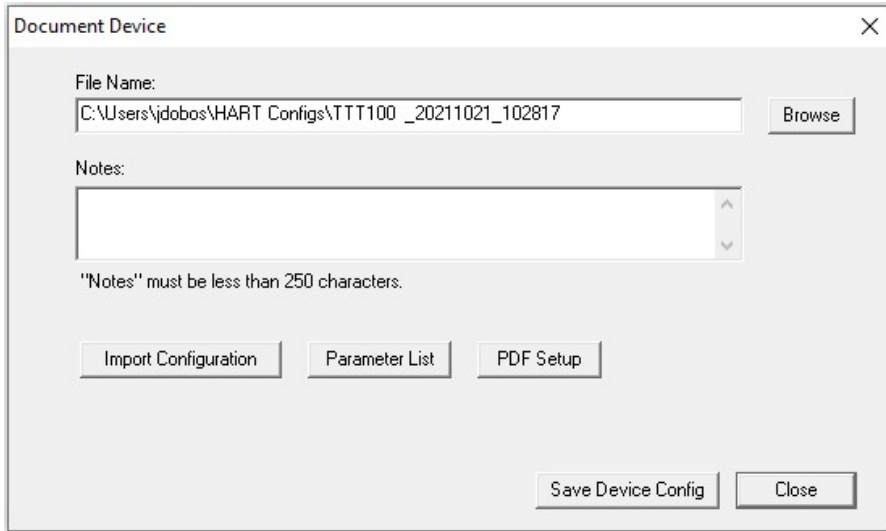 Document Device
File Name:
C:\Users\jdobos\HART Configs\TTT100 _20211021_102817
Browse
Notes:
"Notes" must be less than 250 characters.
Import Configuration
Parameter List
PDF Setup
Save Device Config
Close